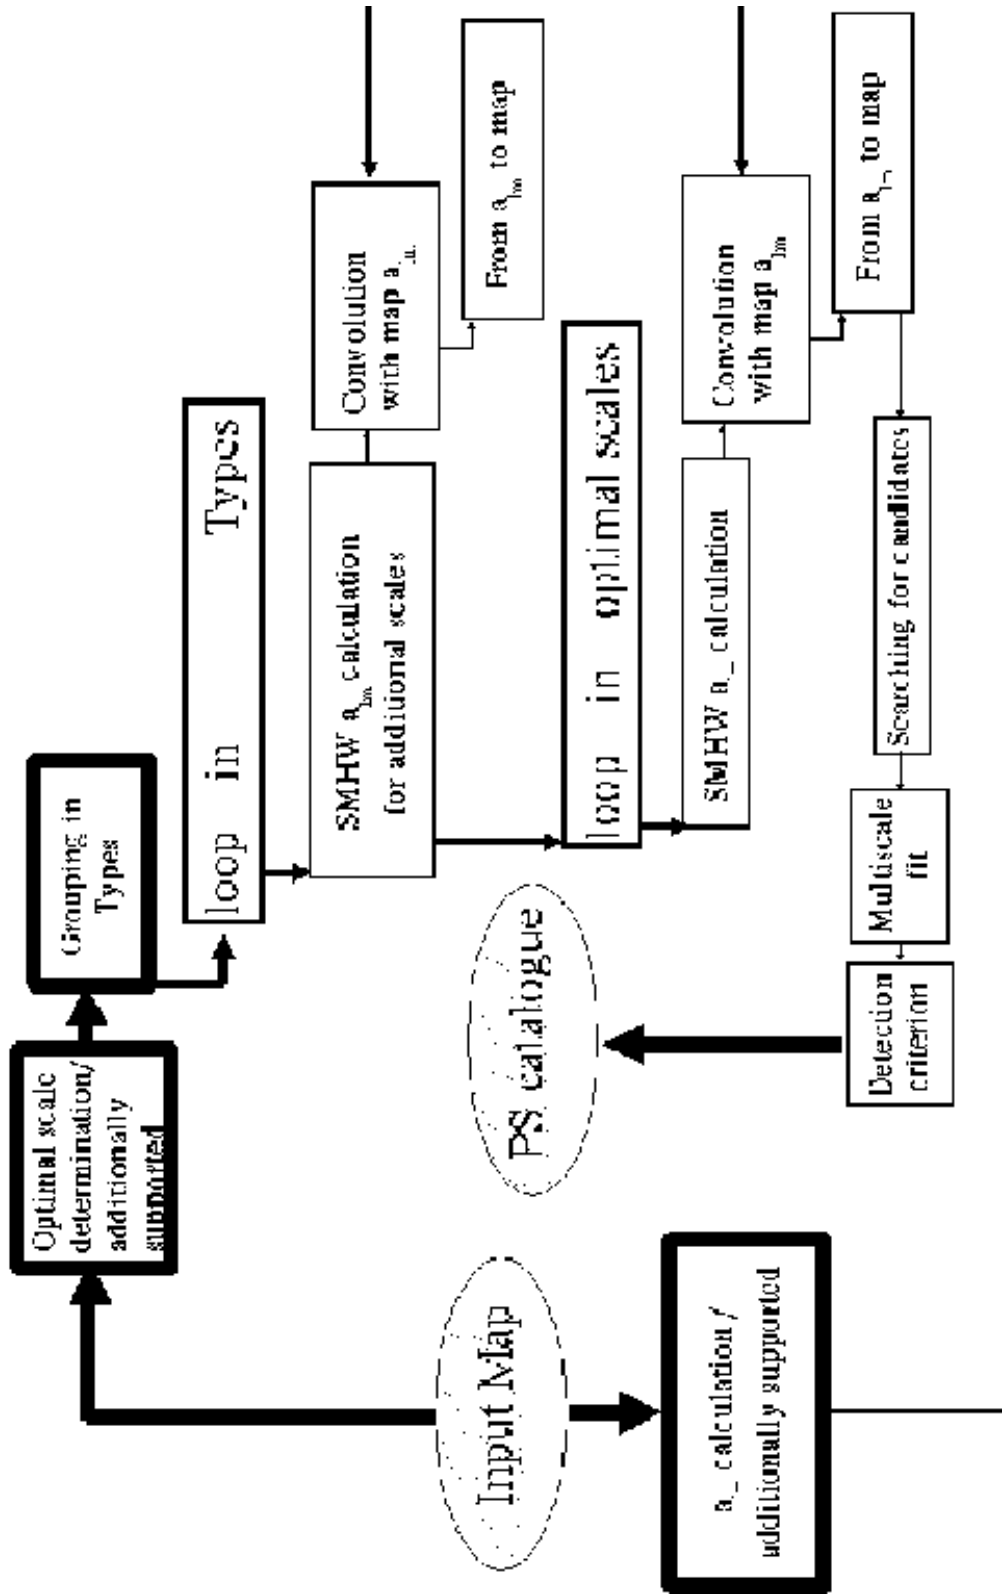 Input Map
Optimal scale
determination/
additionally
supported
Grouping in
Types
loop in Types
SMHW a_lm calculation
for additional scales
Convolution
with map a_lm
From a_lm to map
loop in optimal scales
SMHW a_ calculation
Convolution
with map a_lm
From a_lm to map
Searching for candidates
Multiscale
fit
Detection
criterion
PS catalogue
a_ calculation /
additionally supported